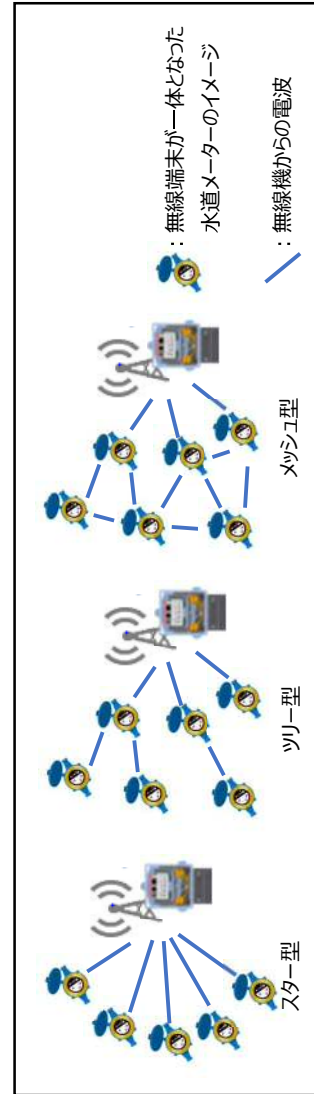 スター型
ツリー型
メッシュ型
：無線端末が一体となった
水道メーターのイメージ
：無線機からの電波